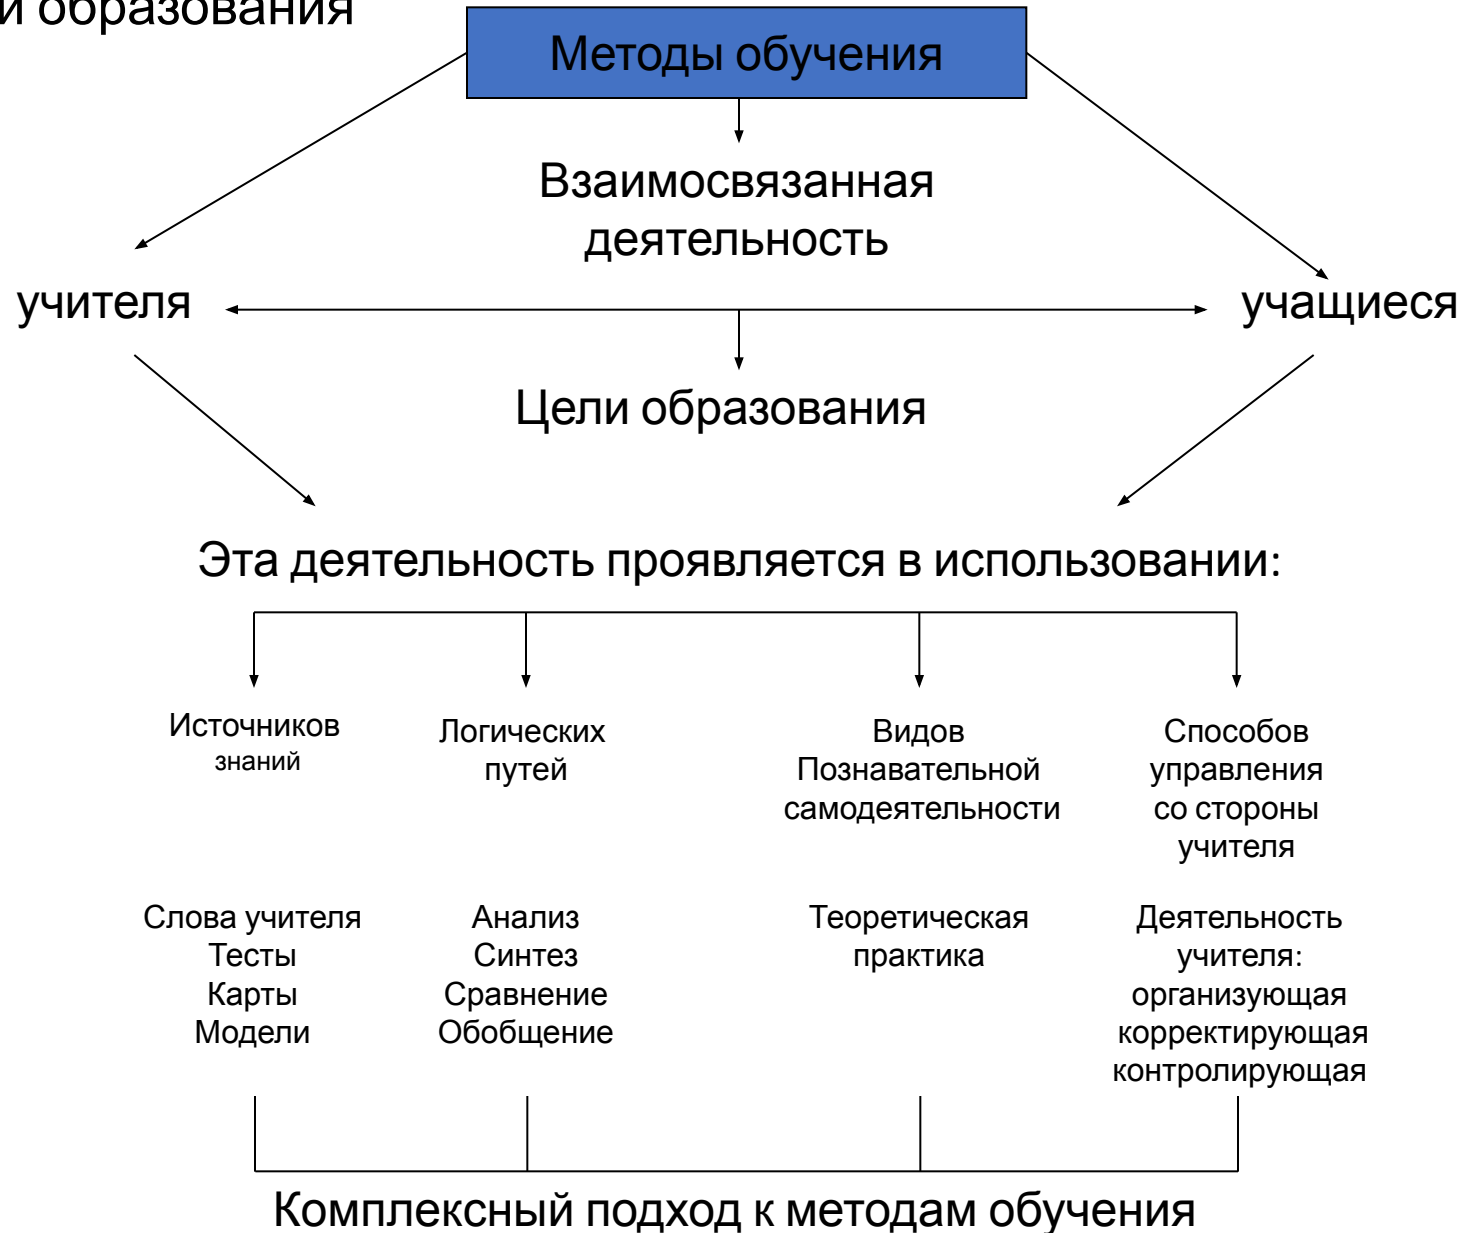 и образования
Методы обучения
Взаимосвязанная
деятельность
учителя
учащиеся
Цели образования
Эта деятельность проявляется в использовании:
Источников
знаний
Логических
путей
Видов
Познавательной
самодеятельности
Способов
управления
со стороны
учителя
Слова учителя
Тесты
Карты
Модели
Анализ
Синтез
Сравнение
Обобщение
Теоретическая
практика
Деятельность
учителя:
организующая
корректирующая
контролирующая
Комплексный подход к методам обучения